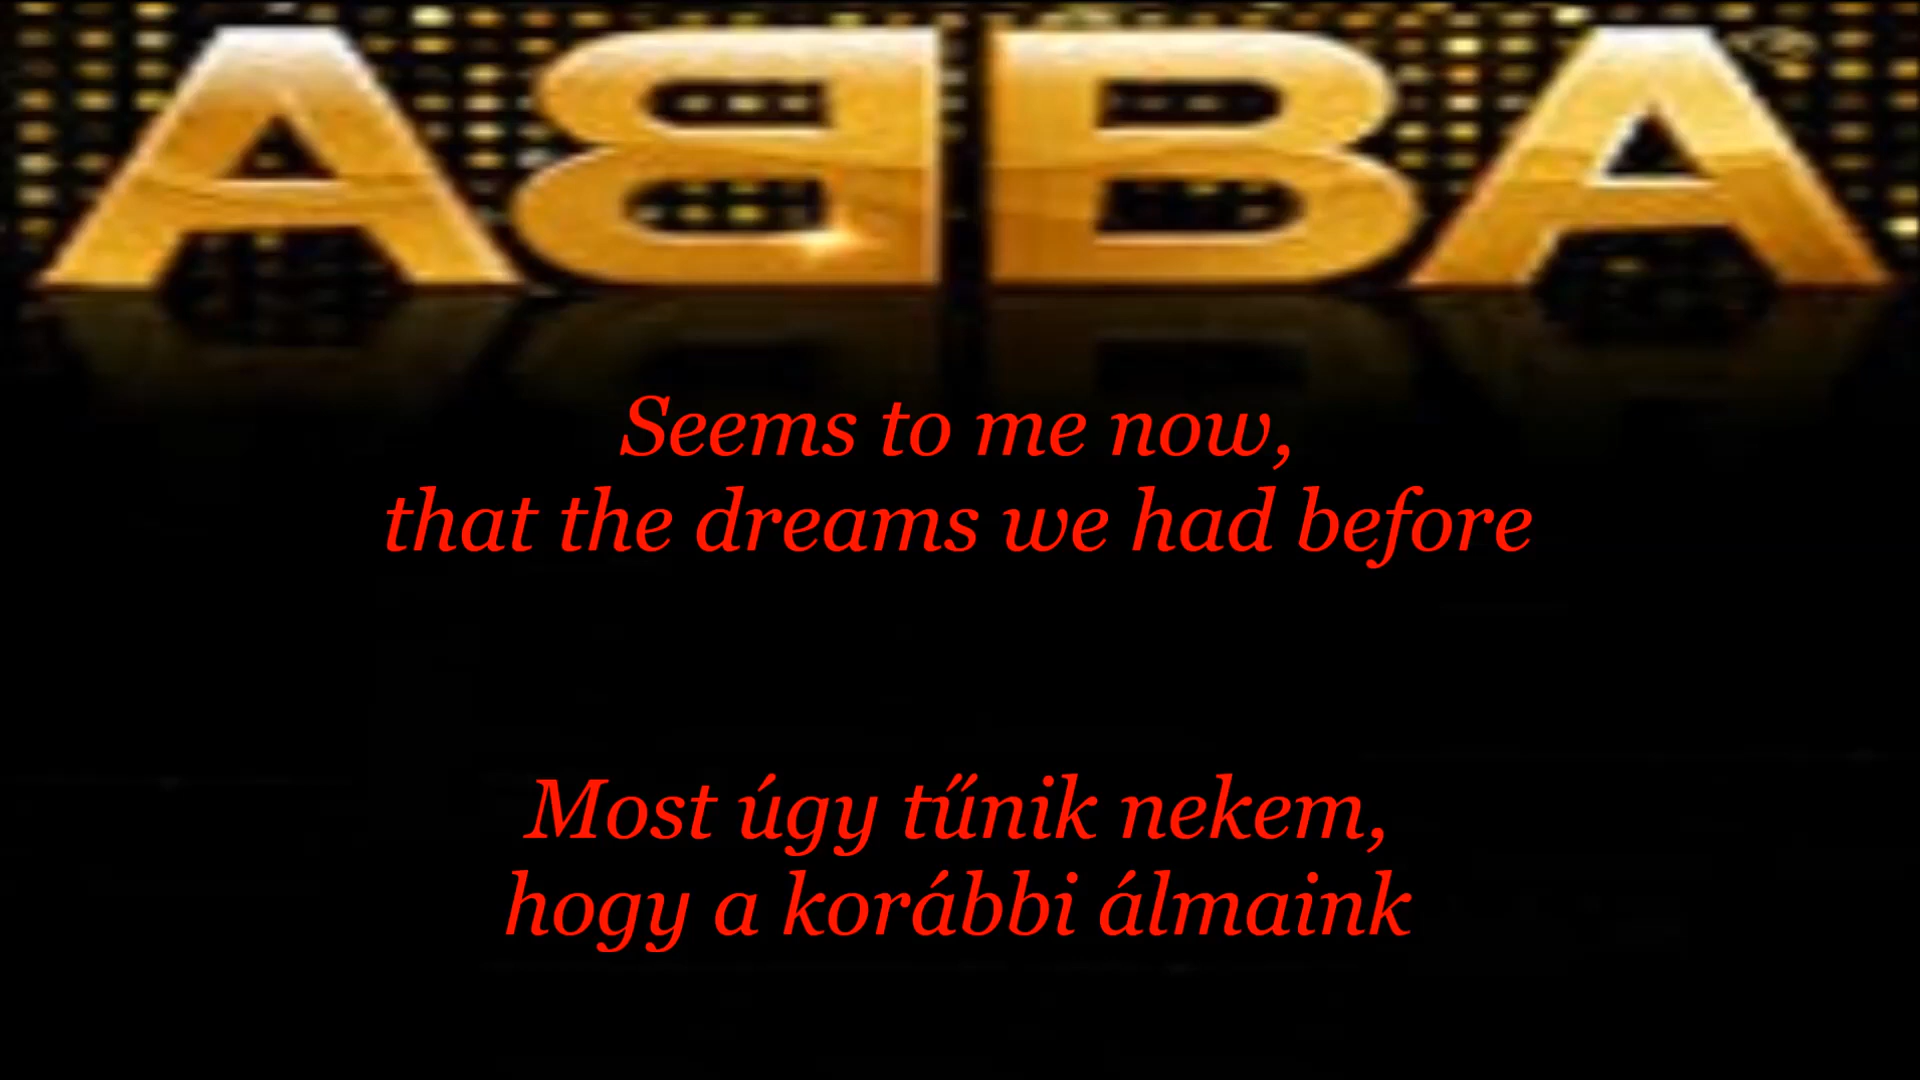 ABBA
Seems to me now,
that the dreams we had before
Most úgy tűnik nekem,
hogy a korábbi álmaink